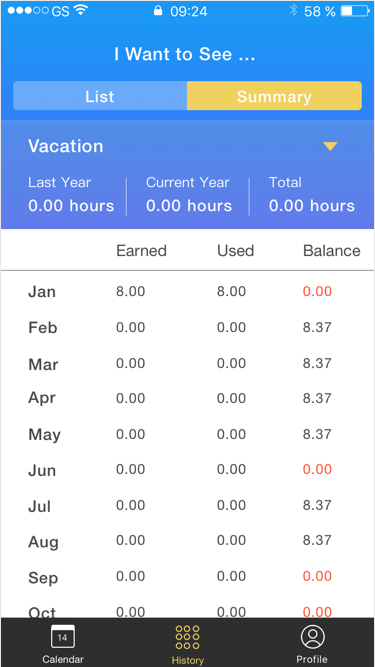 GS 09:24 58 %
I Want to See ...
List Summary
Vacation
Last Year Current Year Total
0.00 hours 0.00 hours 0.00 hours
Earned Used Balance
Jan 8.00 8.00 0.00
Feb 0.00 0.00 8.37
Mar 0.00 0.00 8.37
Apr 0.00 0.00 8.37
May 0.00 0.00 8.37
Jun 0.00 0.00 0.00
Jul 0.00 0.00 8.37
Aug 0.00 0.00 8.37
Sep 0.00 0.00 0.00
Oct 0.00 0.00 0.00
14
Calendar History Profile